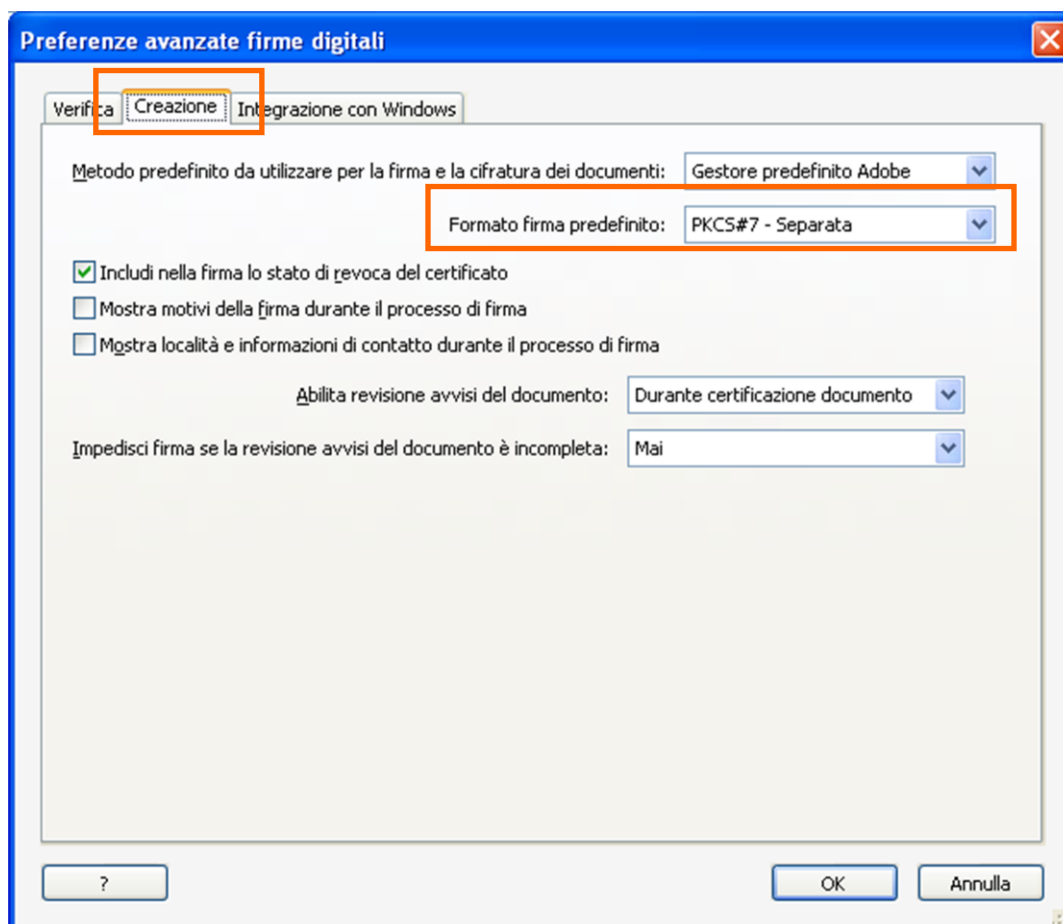 Preferenze avanzate firme digitali
Verifica Creazione Integrazione con Windows
Metodo predefinito da utilizzare per la firma e la cifratura dei documenti: Gestore predefinito Adobe
Formato firma predefinito: PKCS#7 - Separata
Includi nella firma lo stato di revoca del certificato
Mostra motivi della firma durante il processo di firma
Mostra località e informazioni di contatto durante il processo di firma
Abilita revisione avvisi del documento: Durante certificazione documento
Impedisci firma se la revisione avvisi del documento è incompleta: Mai
? OK Annulla